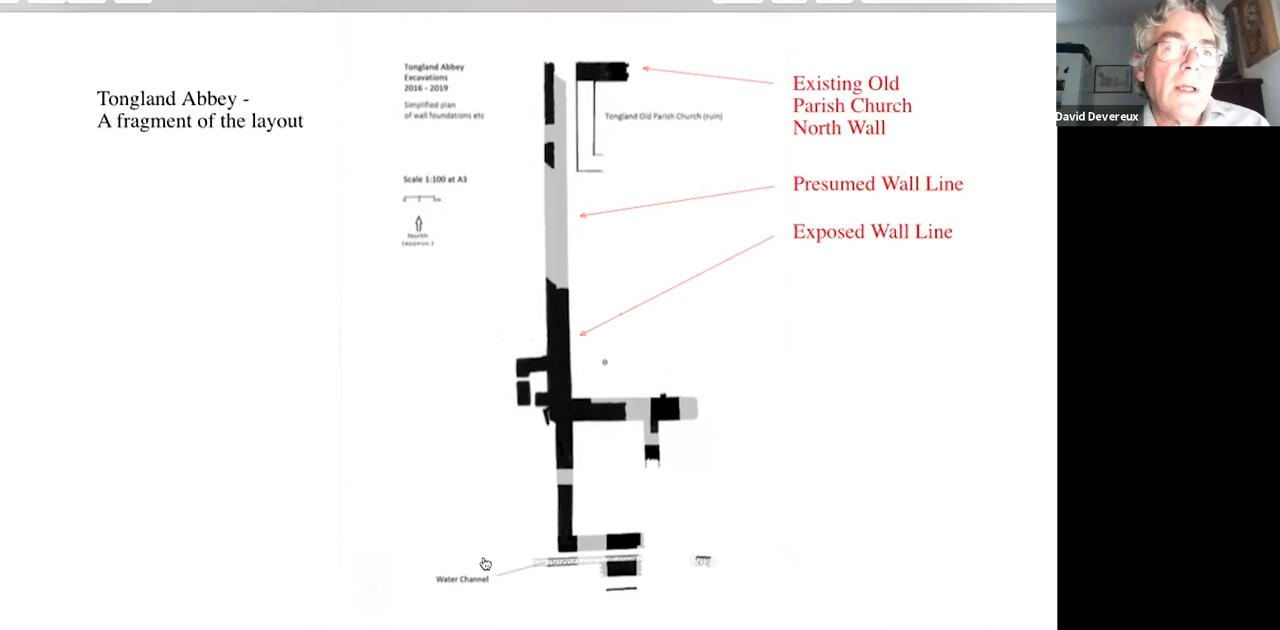 Tongland Abbey -
A fragment of the layout
Tongland Abbey
Excavations
2016 - 2019
Simplified plan
of wall foundations etc
Scale 1:100 at A3
North
(approx.)
Tongland Old Parish Church (ruin)
Water Channel
Existing Old
Parish Church
North Wall
Presumed Wall Line
Exposed Wall Line
David Devereux